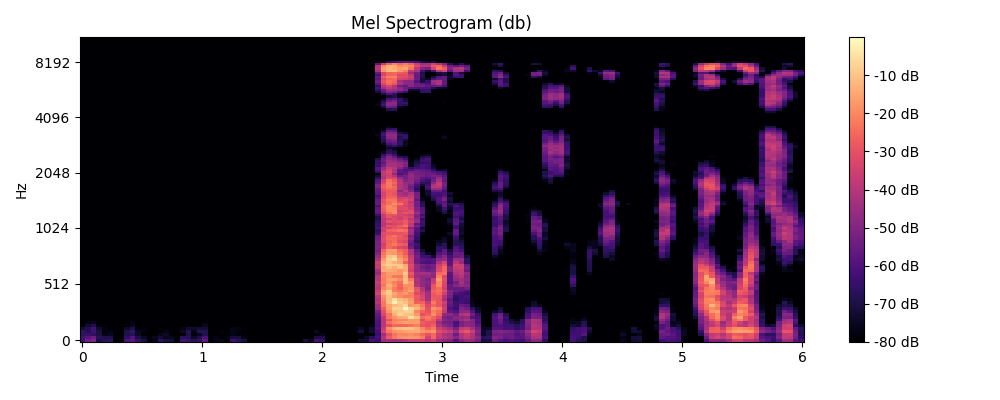 Mel Spectrogram (db)
Hz
8192
4096
2048
1024
512
0
0 1 2 3 4 5 6
Time
-10 dB
-20 dB
-30 dB
-40 dB
-50 dB
-60 dB
-70 dB
-80 dB